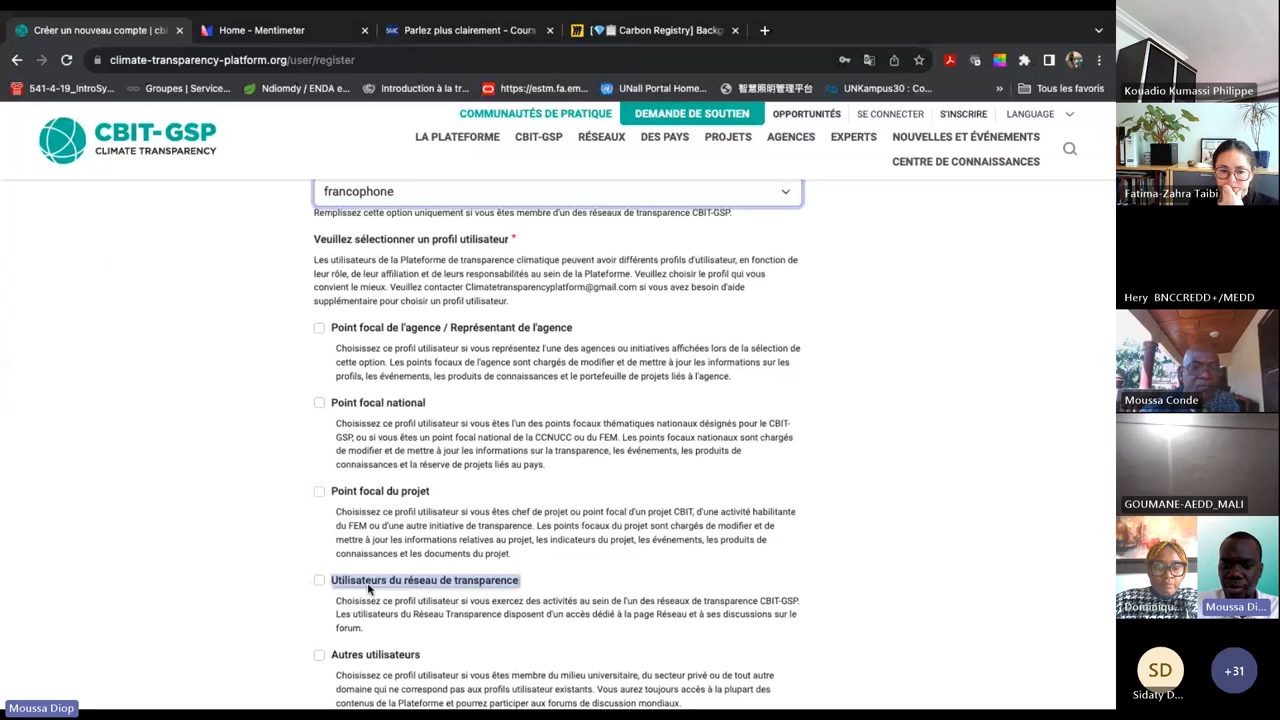 Créer un nouveau compte | cbi
Home - Mentimeter
Parlez plus clairement - Cours
[💎📋 Carbon Registry] Backg
climate-transparency-platform.org/user/register
541-4-19_IntroSy...
Groupes | Service...
Ndiomdy / ENDA e...
Introduction à la tr...
https://estm.fa.em...
UNall Portal Home...
智慧照明管理平台
UNKampus30 : Co...
»
Tous les favoris
COMMUNAUTÉS DE PRATIQUE
DEMANDE DE SOUTIEN
OPPORTUNITÉS
SE CONNECTER
S'INSCRIRE
LANGUAGE
CBIT-GSP
CLIMATE TRANSPARENCY
LA PLATEFORME
CBIT-GSP
RÉSEAUX
DES PAYS
PROJETS
AGENCES
EXPERTS
NOUVELLES ET ÉVÉNEMENTS
CENTRE DE CONNAISSANCES
francophone
Remplissez cette option uniquement si vous êtes membre d'un des réseaux de transparence CBIT-GSP.
Veuillez sélectionner un profil utilisateur *
Les utilisateurs de la Plateforme de transparence climatique peuvent avoir différents profils d'utilisateur, en fonction de
leur rôle, de leur affiliation et de leurs responsabilités au sein de la Plateforme. Veuillez choisir le profil qui vous
convient le mieux. Veuillez contacter Climatetransparencyplatform@gmail.com si vous avez besoin d'aide
supplémentaire pour choisir un profil utilisateur.
Point focal de l'agence / Représentant de l'agence
Choisissez ce profil utilisateur si vous représentez l'une des agences ou initiatives affichées lors de la sélection de
cette option. Les points focaux de l'agence sont chargés de modifier et de mettre à jour les informations sur les
profils, les événements, les produits de connaissances et le portefeuille de projets liés à l'agence.
Point focal national
Choisissez ce profil utilisateur si vous êtes l'un des points focaux thématiques nationaux désignés pour le CBIT-
GSP, ou si vous êtes un point focal national de la CCNUCC ou du FEM. Les points focaux nationaux sont chargés
de modifier et de mettre à jour les informations sur la transparence, les événements, les produits de
connaissances et la réserve de projets liés au pays.
Point focal du projet
Choisissez ce profil utilisateur si vous êtes chef de projet ou point focal d'un projet CBIT, d'une activité habilitante
du FEM ou d'une autre initiative de transparence. Les points focaux du projet sont chargés de modifier et de
mettre à jour les informations relatives au projet, les indicateurs du projet, les événements, les produits de
connaissances et les documents du projet.
Utilisateurs du réseau de transparence
Choisissez ce profil utilisateur si vous exercez des activités au sein de l'un des réseaux de transparence CBIT-GSP.
Les utilisateurs du Réseau Transparence disposent d'un accès dédié à la page Réseau et à ses discussions sur le
forum.
Autres utilisateurs
Choisissez ce profil utilisateur si vous êtes membre du milieu universitaire, du secteur privé ou de tout autre
domaine qui ne correspond pas aux profils utilisateur existants. Vous aurez toujours accès à la plupart des
contenus de la Plateforme et pourrez participer aux forums de discussion mondiaux.
Moussa Diop
Kouadio Kumassi Philippe
Fatima-Zahra Taibi
Hery BNCCREDD+/MEDD
Moussa Conde
GOUMANE-AEDD_MALI
Dominiqu...
Moussa Di...
SD
Sidaty D...
+31